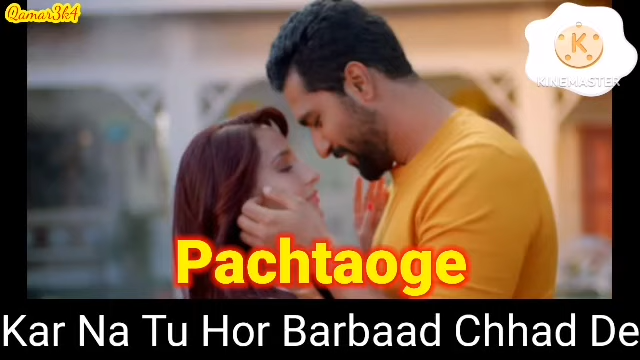 Qamar3k4
K
KINEMASTER
Pachtaoge
Kar Na Tu Hor Barbaad Chhad De